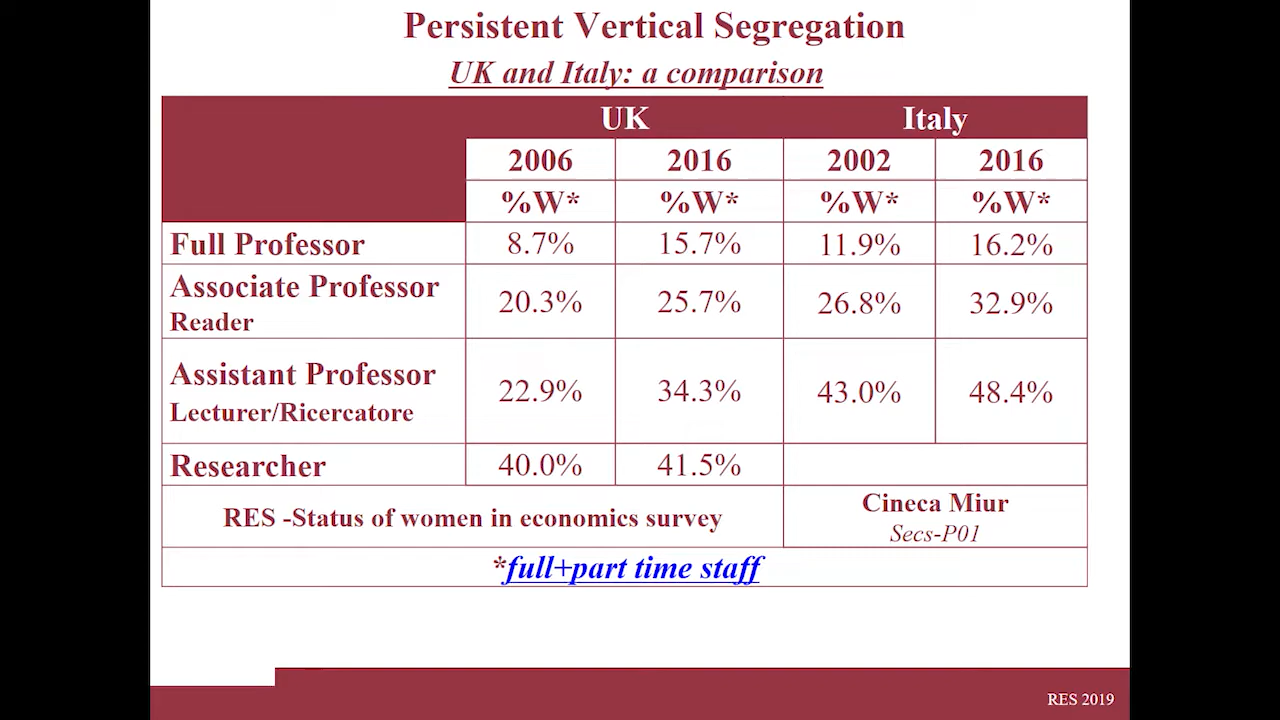 Persistent Vertical Segregation
UK and Italy: a comparison
UK Italy
2006 2016 2002 2016
%W* %W* %W* %W*
Full Professor 8.7% 15.7% 11.9% 16.2%
Associate Professor
Reader 20.3% 25.7% 26.8% 32.9%
Assistant Professor
Lecturer/Ricercatore 22.9% 34.3% 43.0% 48.4%
Researcher 40.0% 41.5%
RES -Status of women in economics survey
Cineca Miur
Secs-P01
*full+part time staff
RES 2019